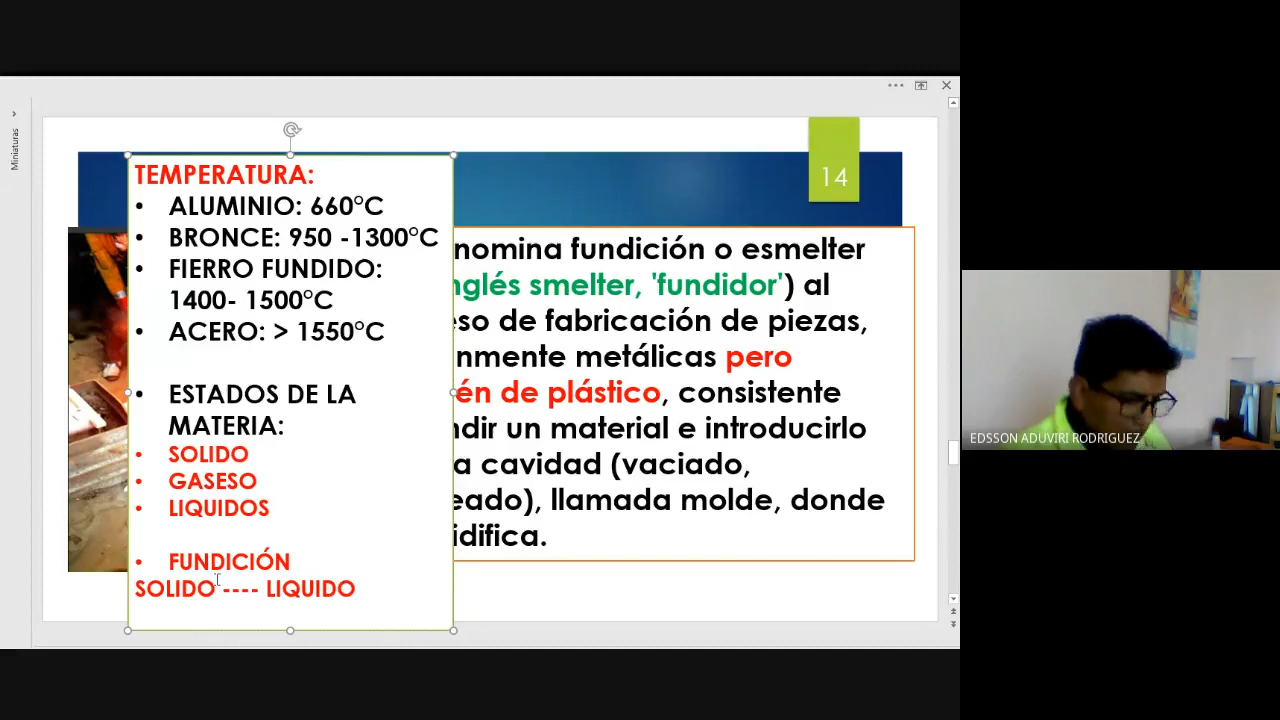 Miniaturas
14
TEMPERATURA:
• ALUMINIO: 660°C
• BRONCE: 950 -1300°C
• FIERRO FUNDIDO:
1400- 1500°C
• ACERO: > 1550°C
• ESTADOS DE LA
MATERIA:
• SOLIDO
• GASESO
• LIQUIDOS
• FUNDICIÓN
SOLIDO ---- LIQUIDO
nomina fundición o esmelter
nglés smelter, 'fundidor') al
eso de fabricación de piezas,
nmente metálicas pero
én de plástico, consistente
ndir un material e introducirlo
a cavidad (vaciado,
eado), llamada molde, donde
idifica.
EDSSON ADUVIRI RODRIGUEZ